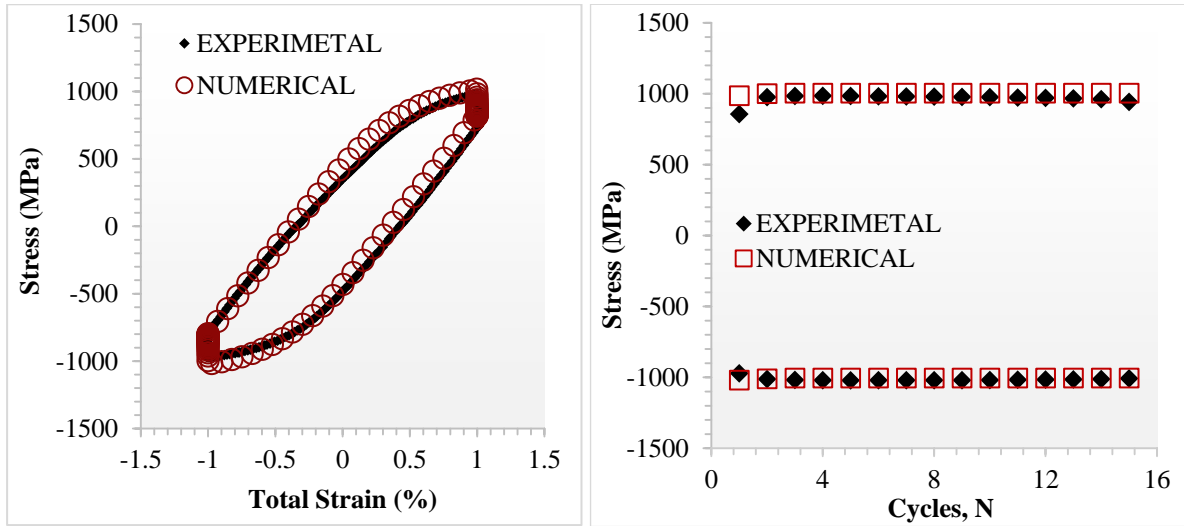 1500
1000
500
0
-500
-1000
-1500
Stress (MPa)
EXPERIMETAL
NUMERICAL
-1.5 -1 -0.5 0 0.5 1 1.5
Total Strain (%)
1500
1000
500
0
-500
-1000
-1500
Stress (MPa)
EXPERIMETAL
NUMERICAL
0 4 8 12 16
Cycles, N